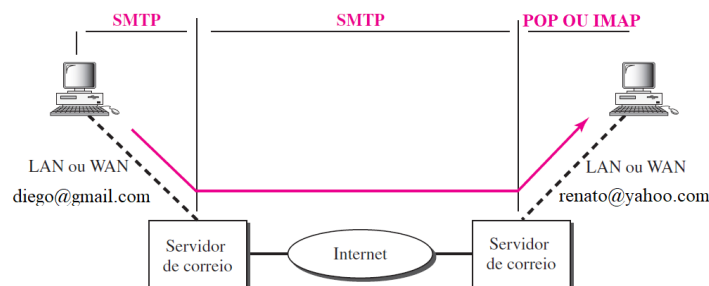 SMTP
SMTP
POP OU IMAP
LAN ou WAN
diego@gmail.com
LAN ou WAN
renato@yahoo.com
Servidor
de correio
Internet
Servidor
de correio